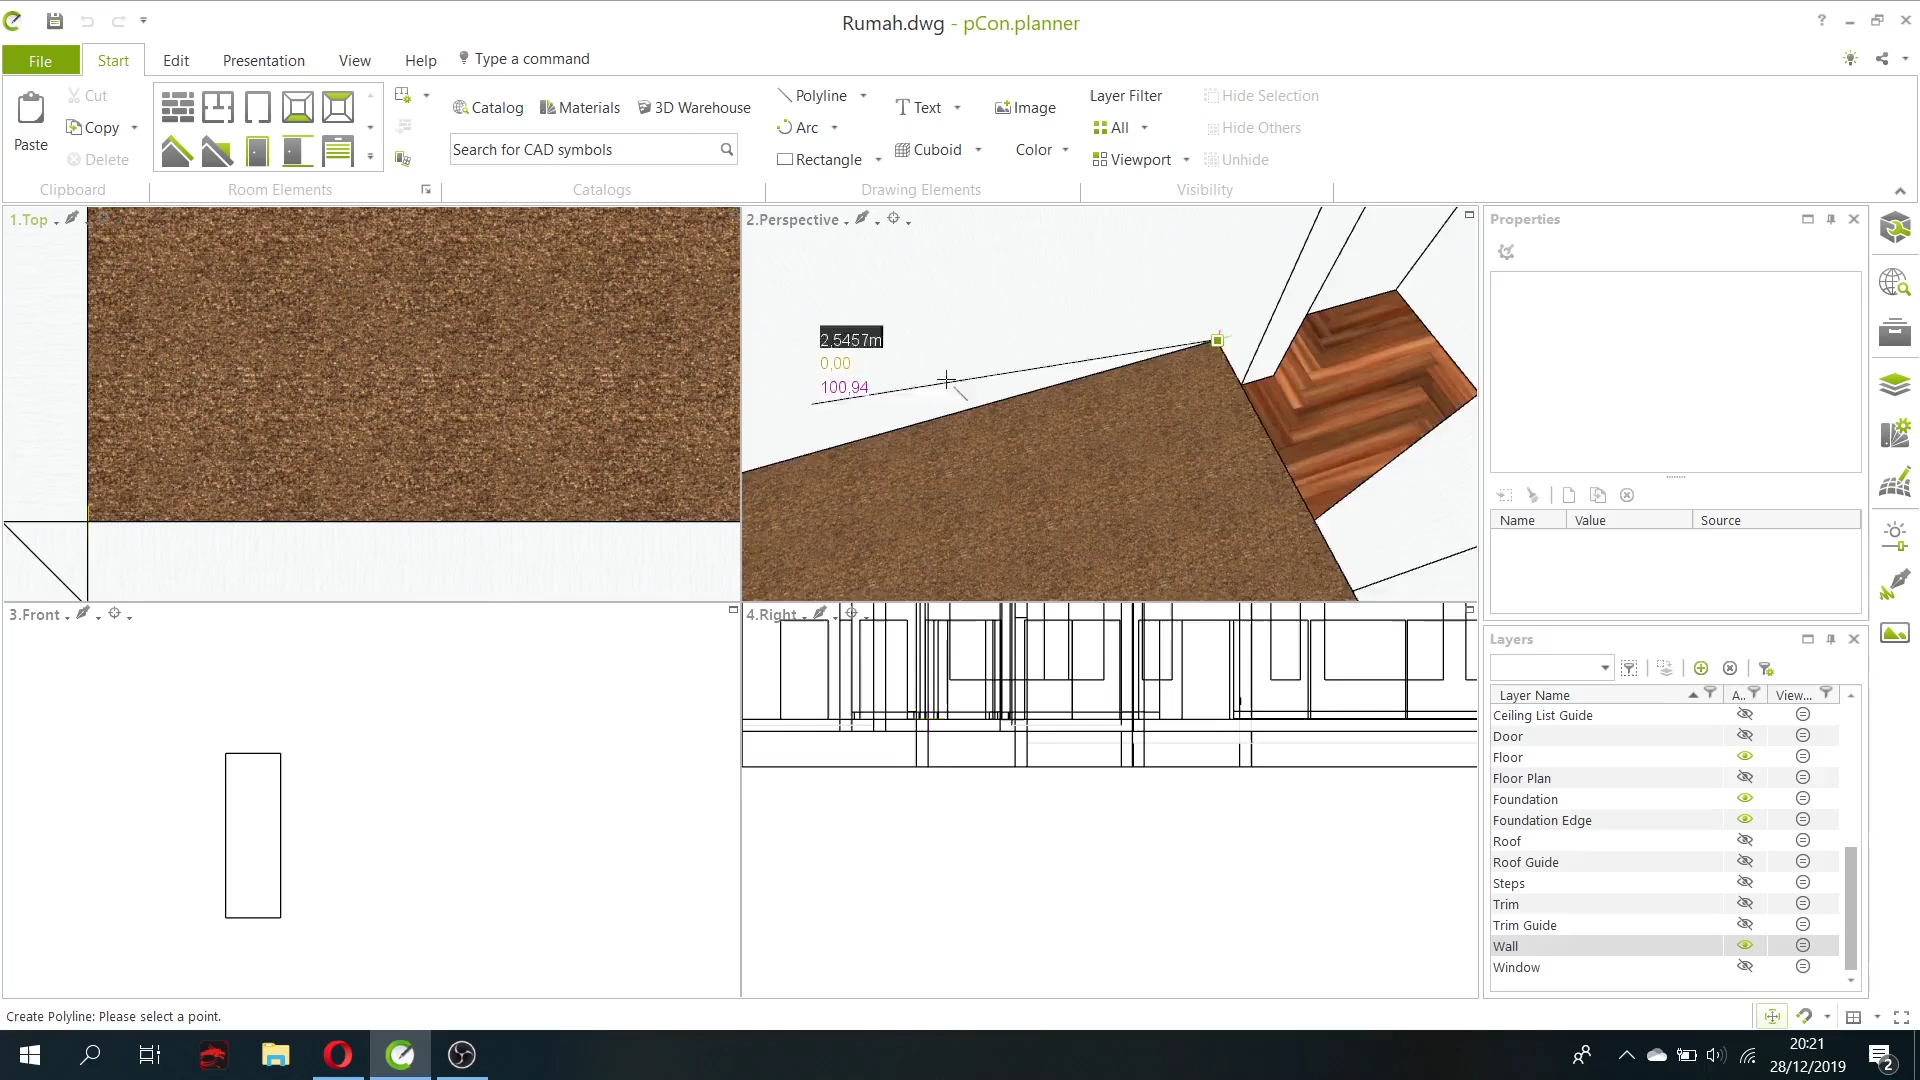 Rumah.dwg - pCon.planner
File
Start
Edit
Presentation
View
Help
Type a command
Paste
Cut
Copy
Delete
Clipboard
Room Elements
Catalog
Materials
3D Warehouse
Search for CAD symbols
Catalogs
Polyline
Arc
Rectangle
Text
Cuboid
Image
Color
Drawing Elements
Layer Filter
All
Viewport
Hide Selection
Hide Others
Unhide
Visibility
1.Top
2.Perspective
2,5457m
0,00
100,94
3.Front
4.Right
Properties
Name Value Source
Layers
Layer Name A.. View...
Ceiling List Guide
Door
Floor
Floor Plan
Foundation
Foundation Edge
Roof
Roof Guide
Steps
Trim
Trim Guide
Wall
Window
Create Polyline: Please select a point.
20:21
28/12/2019
2